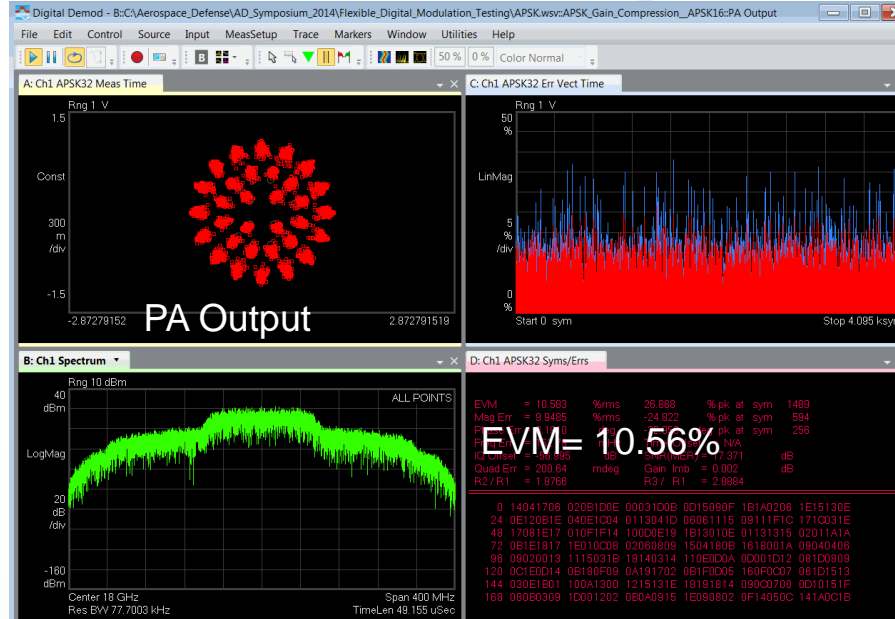 Digital Demod - B::C:\Aerospace_Defense\AD_Symposium_2014\Flexible_Digital_Modulation_Testing\APSK.wsv::APSK_Gain_Compression__APSK16::PA Output
File Edit Control Source Input MeasSetup Trace Markers Window Utilities Help
B 50 % 0 % Color Normal
A: Ch1 APSK32 Meas Time
Rng 1 V
1.5
Const
300
m
/div
-1.5
-2.87279152 2.872791519
PA Output
C: Ch1 APSK32 Err Vect Time
Rng 1 V
50
%
LinMag
5
%
/div
0
%
Start 0 sym Stop 4.095 ksym
B: Ch1 Spectrum
Rng 10 dBm
40
dBm
ALL POINTS
LogMag
20
dB
/div
-160
dBm
Center 18 GHz Span 400 MHz
Res BW 77.7003 kHz TimeLen 49.155 uSec
D: Ch1 APSK32 Syms/Errs
EVM = 10.583 %rms 26.868 % pk at sym 1489
Mag Err = 9.9485 %rms -24.822 % pk at sym 594
pk at sym 256
N/A
EVM= 10.56%
17.371 dB
Quad Err = 200.64 mdeg Gain Imb = 0.002 dB
R2 / R1 = 1.8766 R3 / R1 = 2.8884
0 14041706 020B1D0E 00031D0B 0D15090F 1B1A0208 1E15130E
24 0E120B1E 040E1C04 0113041D 06061115 09111F1C 171C031E
48 17081E17 010F1F14 100D0E19 1B13010E 01131315 02011A1A
72 0B1E1817 1E010C09 02060809 1504180B 1618001A 09040406
96 09020013 1115031B 18140314 110E0D0A 0D001D12 081D0809
120 0C1E0D14 0B190F09 0A191702 0B1F0D05 160F0C07 061D1513
144 030E1B01 100A1300 1215131E 18191814 090C0700 0D10151F
168 080B0309 1D001202 0B0A0915 1E090802 0F14050C 141A0C1B